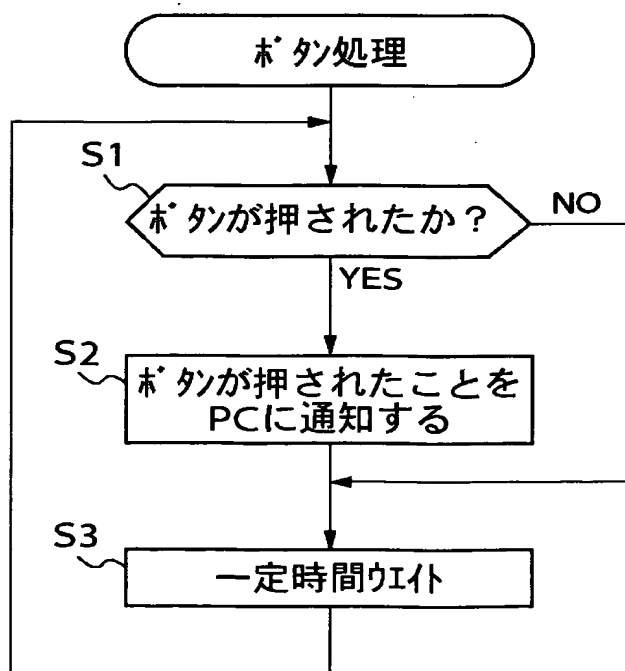 ﾎﾞﾀﾝ処理
S1
ﾎﾞﾀﾝが押されたか？
NO
YES
S2
ﾎﾞﾀﾝが押されたことを
PCに通知する
S3
一定時間ｳｴｲﾄ